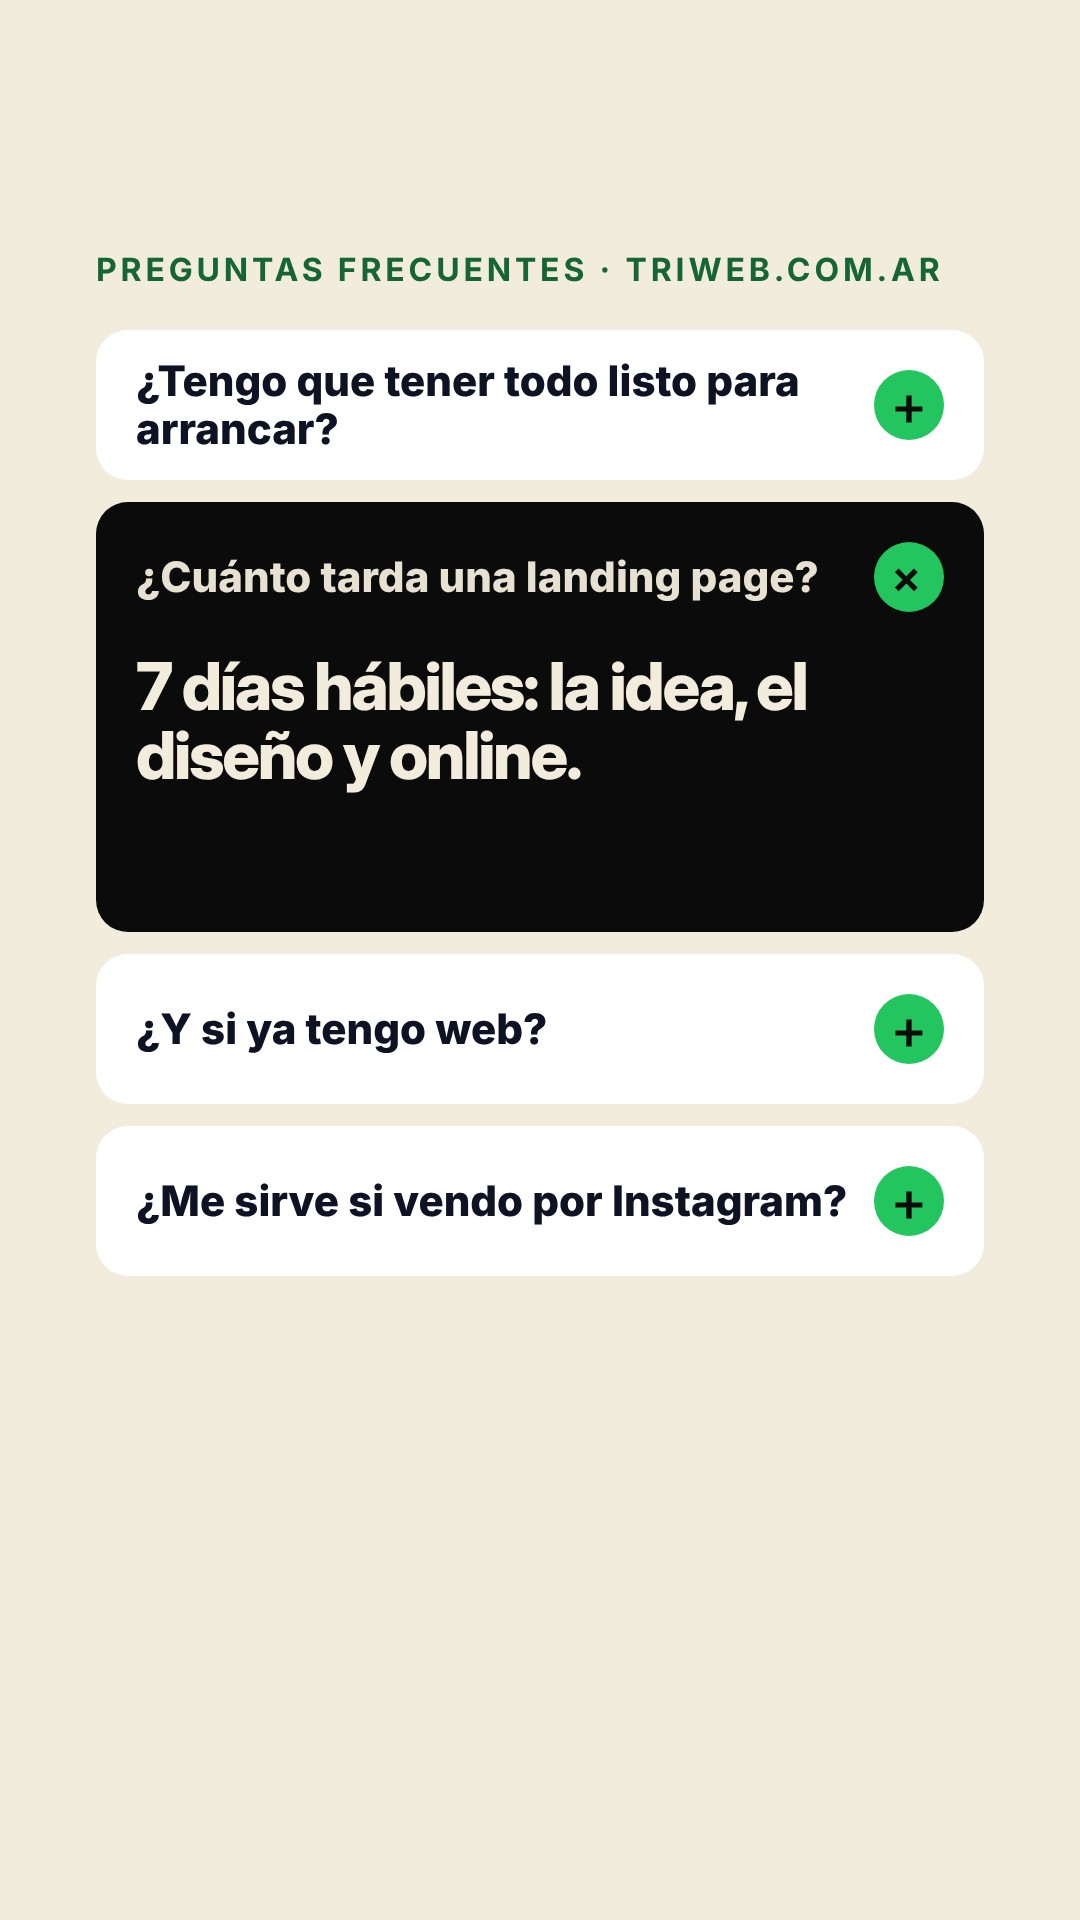 PREGUNTAS FRECUENTES · TRIWEB.COM.AR
¿Tengo que tener todo listo para
arrancar?
+
¿Cuánto tarda una landing page?
×
7 días hábiles: la idea, el
diseño y online.
¿Y si ya tengo web?
+
¿Me sirve si vendo por Instagram?
+